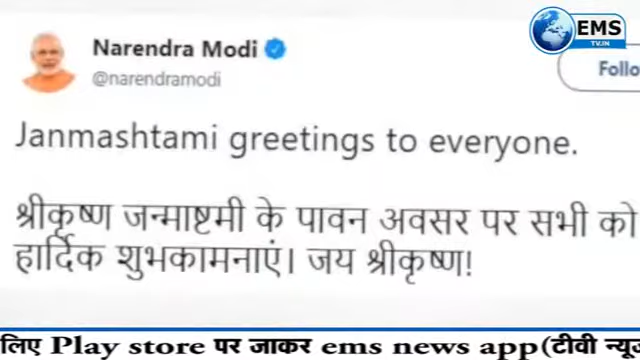 EMS
TV.IN
Narendra Modi
@narendramodi
Follo
Janmashtami greetings to everyone.
श्रीकृष्ण जन्माष्टमी के पावन अवसर पर सभी को
हार्दिक शुभकामनाएं। जय श्रीकृष्ण!
लिए Play store पर जाकर ems news app(टीवी न्यूज़